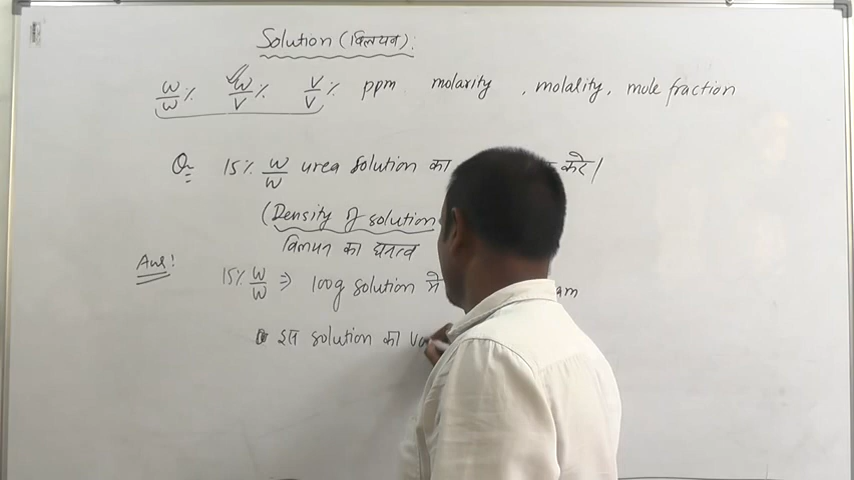 Solution (विलयन):
w/w % w/v % v/v % ppm. molarity , molality, mole fraction
Q 15% w/w urea solution का करें।
(Density of solution
विलयन का घनत्व
Ans!
15% w/w ⇒ 100g solution में
इस solution का